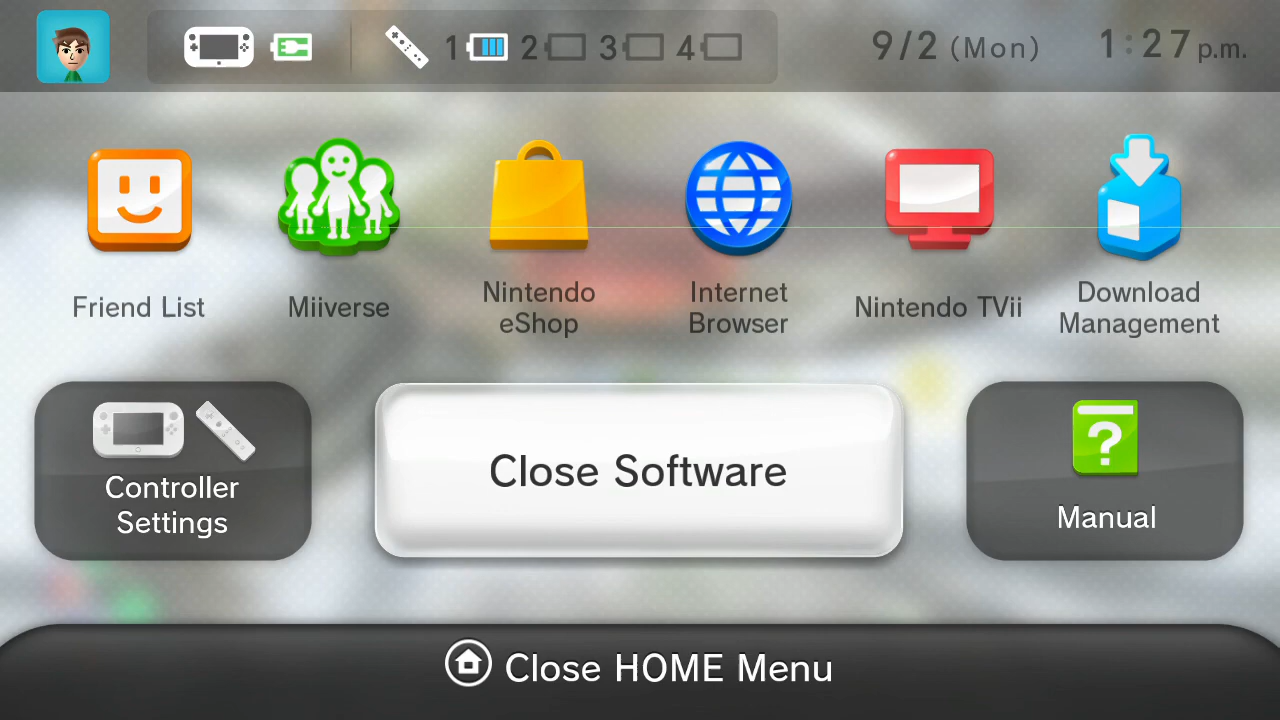 1 2 3 4 9/2 (Mon) 1:27 p.m.
Friend List
Miiverse
Nintendo
eShop
Internet
Browser
Nintendo TVii
Download
Management
Controller
Settings
Close Software
?
Manual
Close HOME Menu